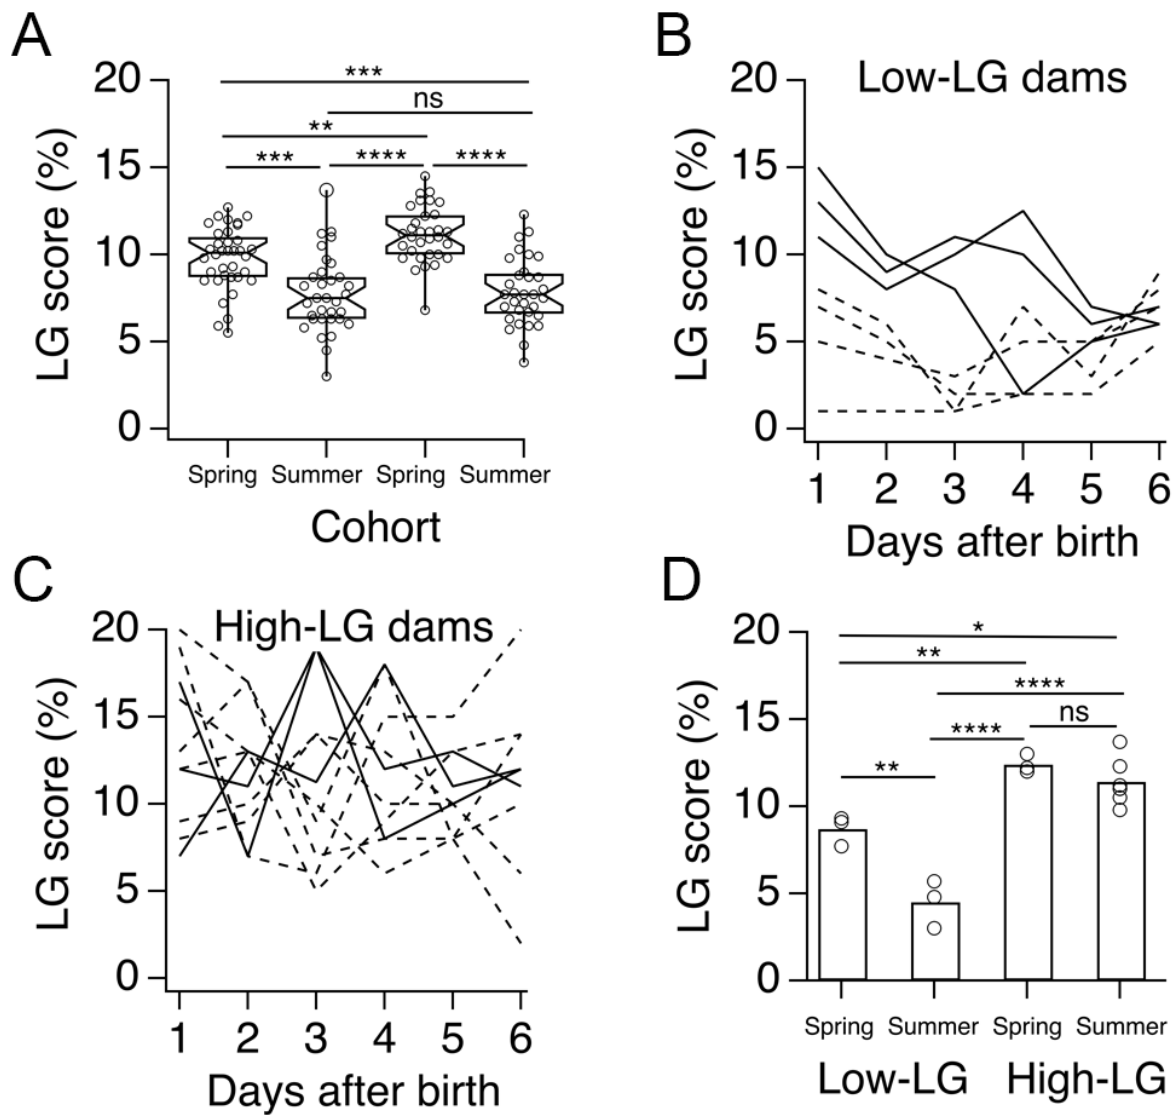 A
LG score (%)
20
15
10
5
0
***
ns
**
*** **** ****
Spring Summer Spring Summer
Cohort
B
Low-LG dams
LG score (%)
20
15
10
5
0
1 2 3 4 5 6
Days after birth
C
High-LG dams
LG score (%)
20
15
10
5
0
1 2 3 4 5 6
Days after birth
D
LG score (%)
20
15
10
5
0
*
**
****
ns
****
**
Spring Summer Spring Summer
Low-LG High-LG